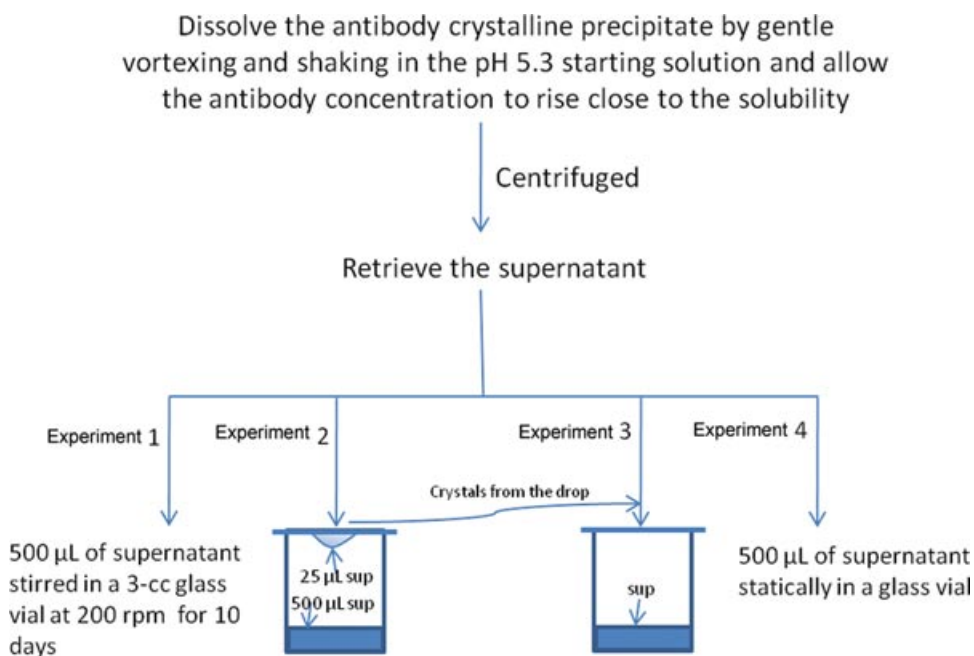 Dissolve the antibody crystalline precipitate by gentle
vortexing and shaking in the pH 5.3 starting solution and allow
the antibody concentration to rise close to the solubility
Centrifuged
Retrieve the supernatant
Experiment 1
Experiment 2
Experiment 3
Experiment 4
Crystals from the drop
500 µL of supernatant
stirred in a 3-cc glass
vial at 200 rpm for 10
days
25 µL sup
500 µL sup
sup
500 µL of supernatant
statically in a glass vial